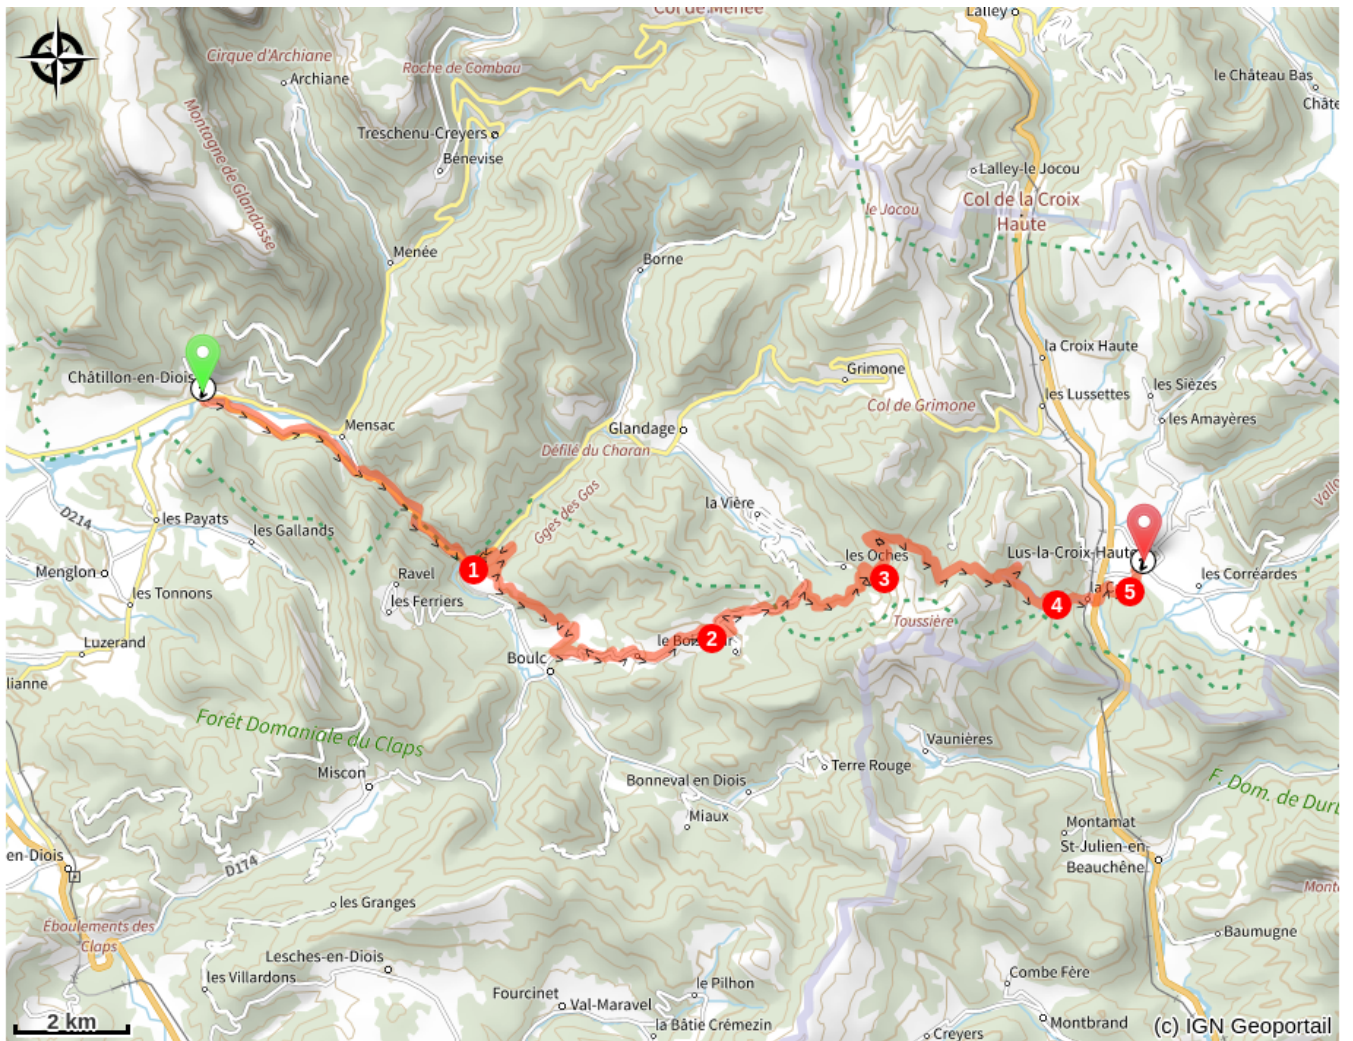 Col de Menée
Lalley
Cirque d'Archiane
Roche de Combau
Archiane
le Château Bas
Montagne de Glandasse
Treschenu-Creyers
Bénevise
Lalley-le Jocou
le Jocou
Col de la Croix
Haute
Menée
Borne
la Croix Haute
Châtillon-en-Diois
Grimone
les Sièzes
les Lussettes
Col de Grimone
les Amayères
Mensac
Glandage
Défilé du Charan
Gges des Gas
la Vière
D214
les Payats
les Gallands
les Oches
Lus-la-Croix-Haute
Menglon
Ravel
1
3
les Corréardes
les Tonnons
les Ferriers
4
5
Toussière
Luzerand
2
Boulc
lianne
Forêt Domaniale du Claps
Vaunières
Miscon
Bonneval en Diois
Terre Rouge
F. Dom. de Dur
Miaux
Montamat
St-Julien-en-
Beauchêne
en-Diois
D174
les Granges
Eboulements des
Claps
Baumugne
Lesches-en-Diois
les Villardons
Combe Fère
Fourcinet
le Pilhon
Val-Maravel
la Bâtie Crémezin
Montbrand
Creyers
2 km
(c) IGN Geoportail